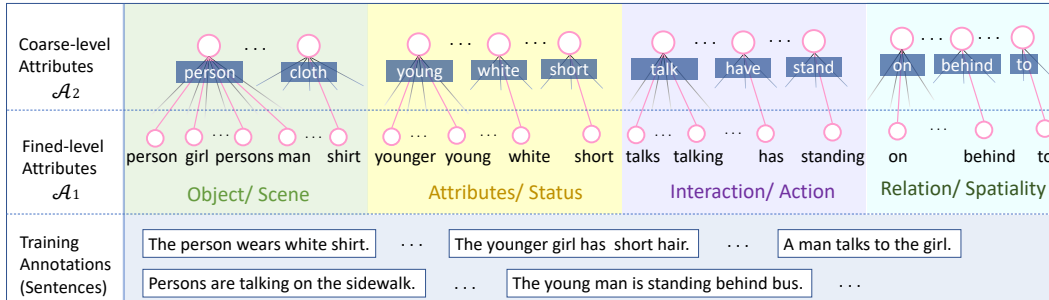 Coarse-level
Attributes
𝒜2
person ... cloth
young ... white ... short
talk ... have ... stand
on ... behind ... to
Fined-level
Attributes
𝒜1
person girl persons man shirt
younger young white short
talks talking has standing
on behind to
Object/ Scene
Attributes/ Status
Interaction/ Action
Relation/ Spatiality
Training
Annotations
(Sentences)
The person wears white shirt. ... The younger girl has short hair. ... A man talks to the girl.
Persons are talking on the sidewalk. ... The young man is standing behind bus. ...